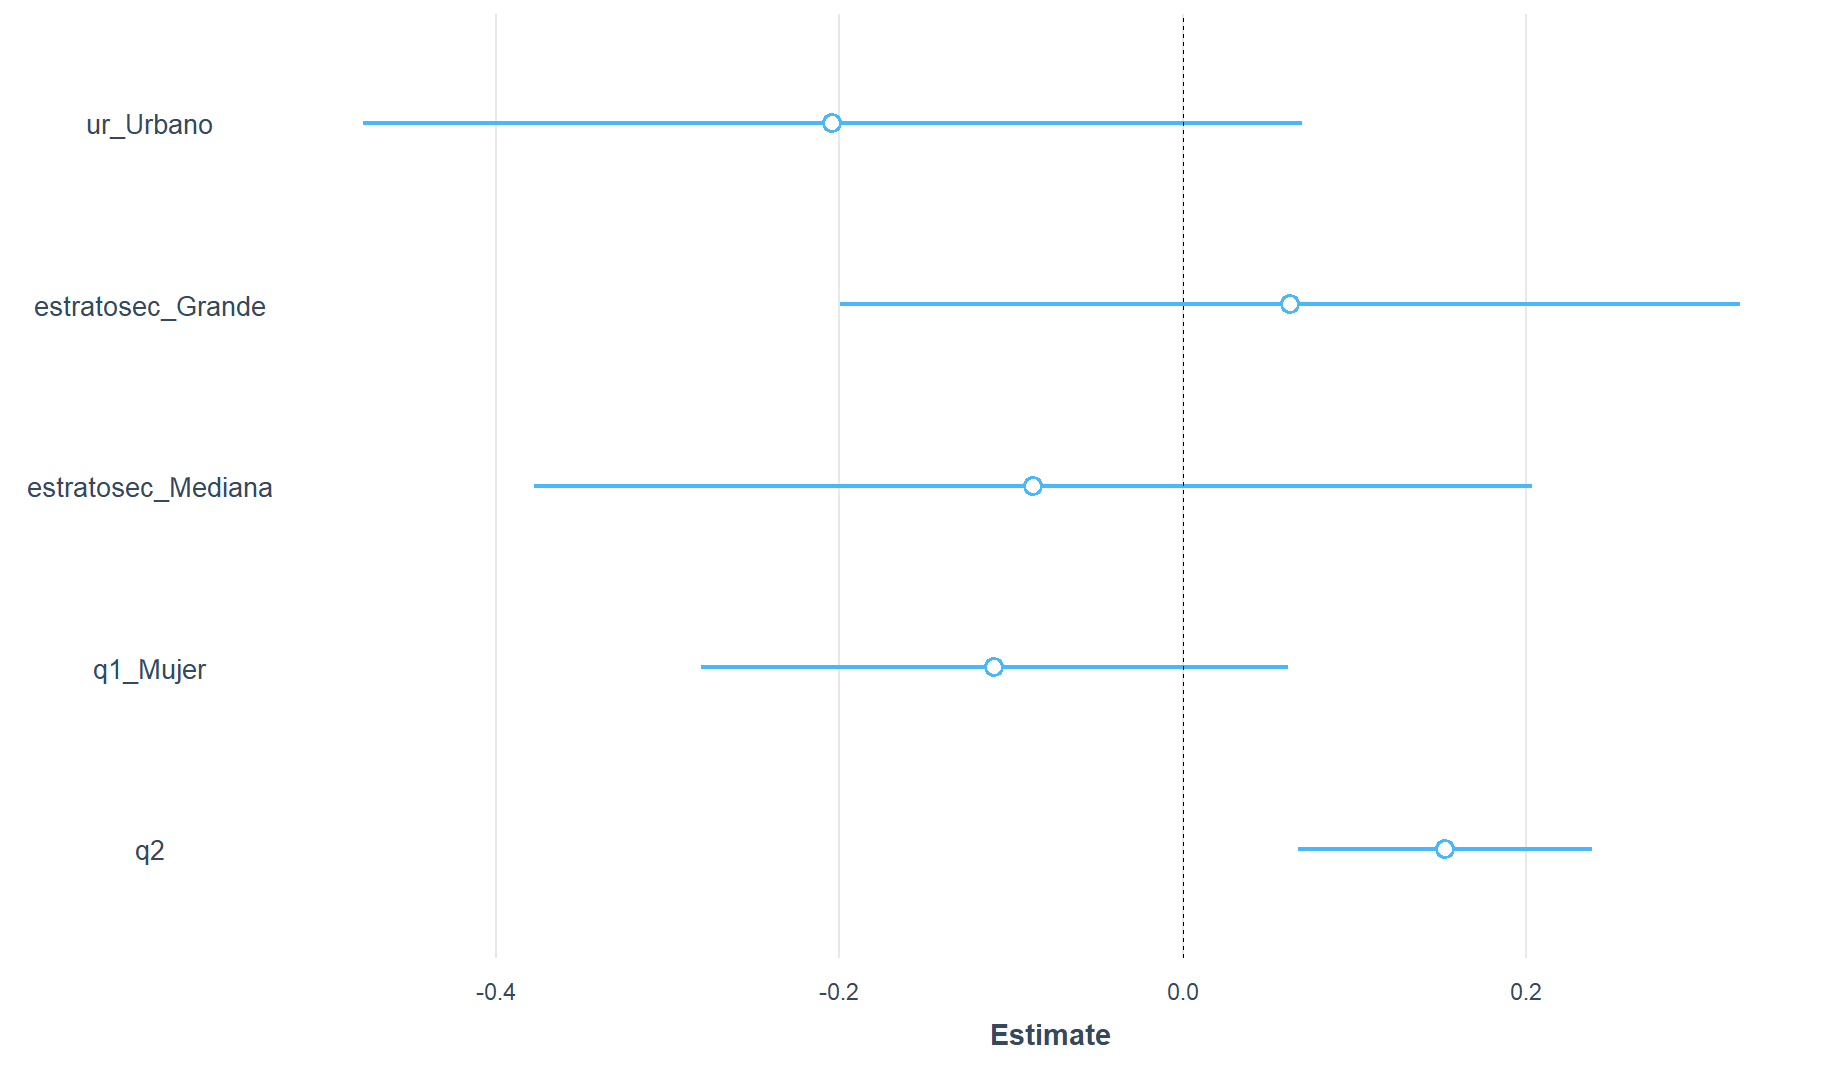 ur_Urbano
estratosec_Grande
estratosec_Mediana
q1_Mujer
q2
-0.4 -0.2 0.0 0.2
Estimate